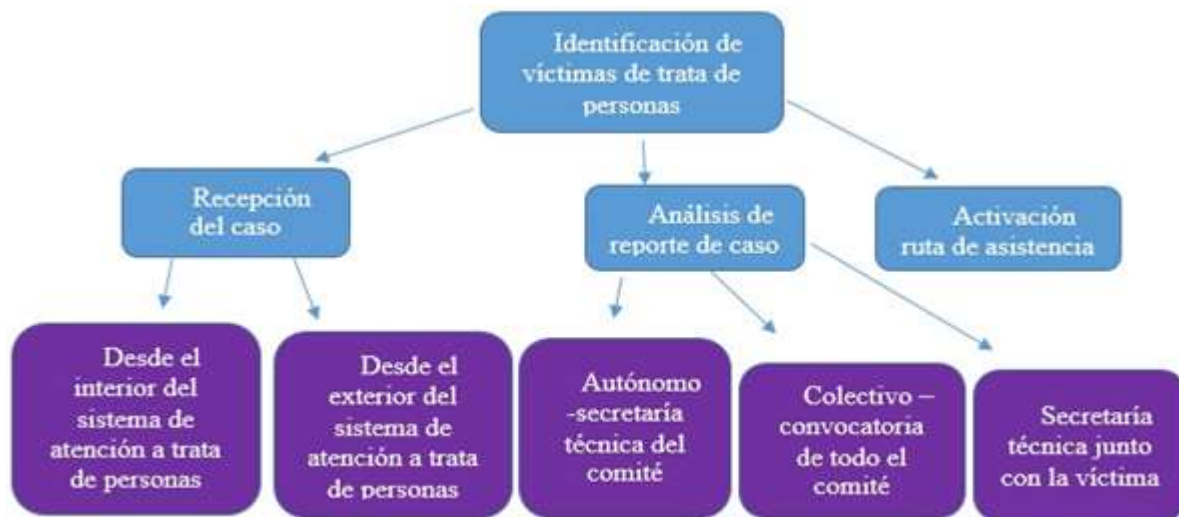 Identificación de
víctimas de trata de
personas
Recepción
del caso
Análisis de
reporte de caso
Activación
ruta de asistencia
Desde el
interior del
sistema de
atención a trata
de personas
Desde el
exterior del
sistema de
atención a trata
de personas
Autónomo
-secretaría
técnica del
comité
Colectivo –
convocatoria
de todo el
comité
Secretaría
técnica junto
con la víctima